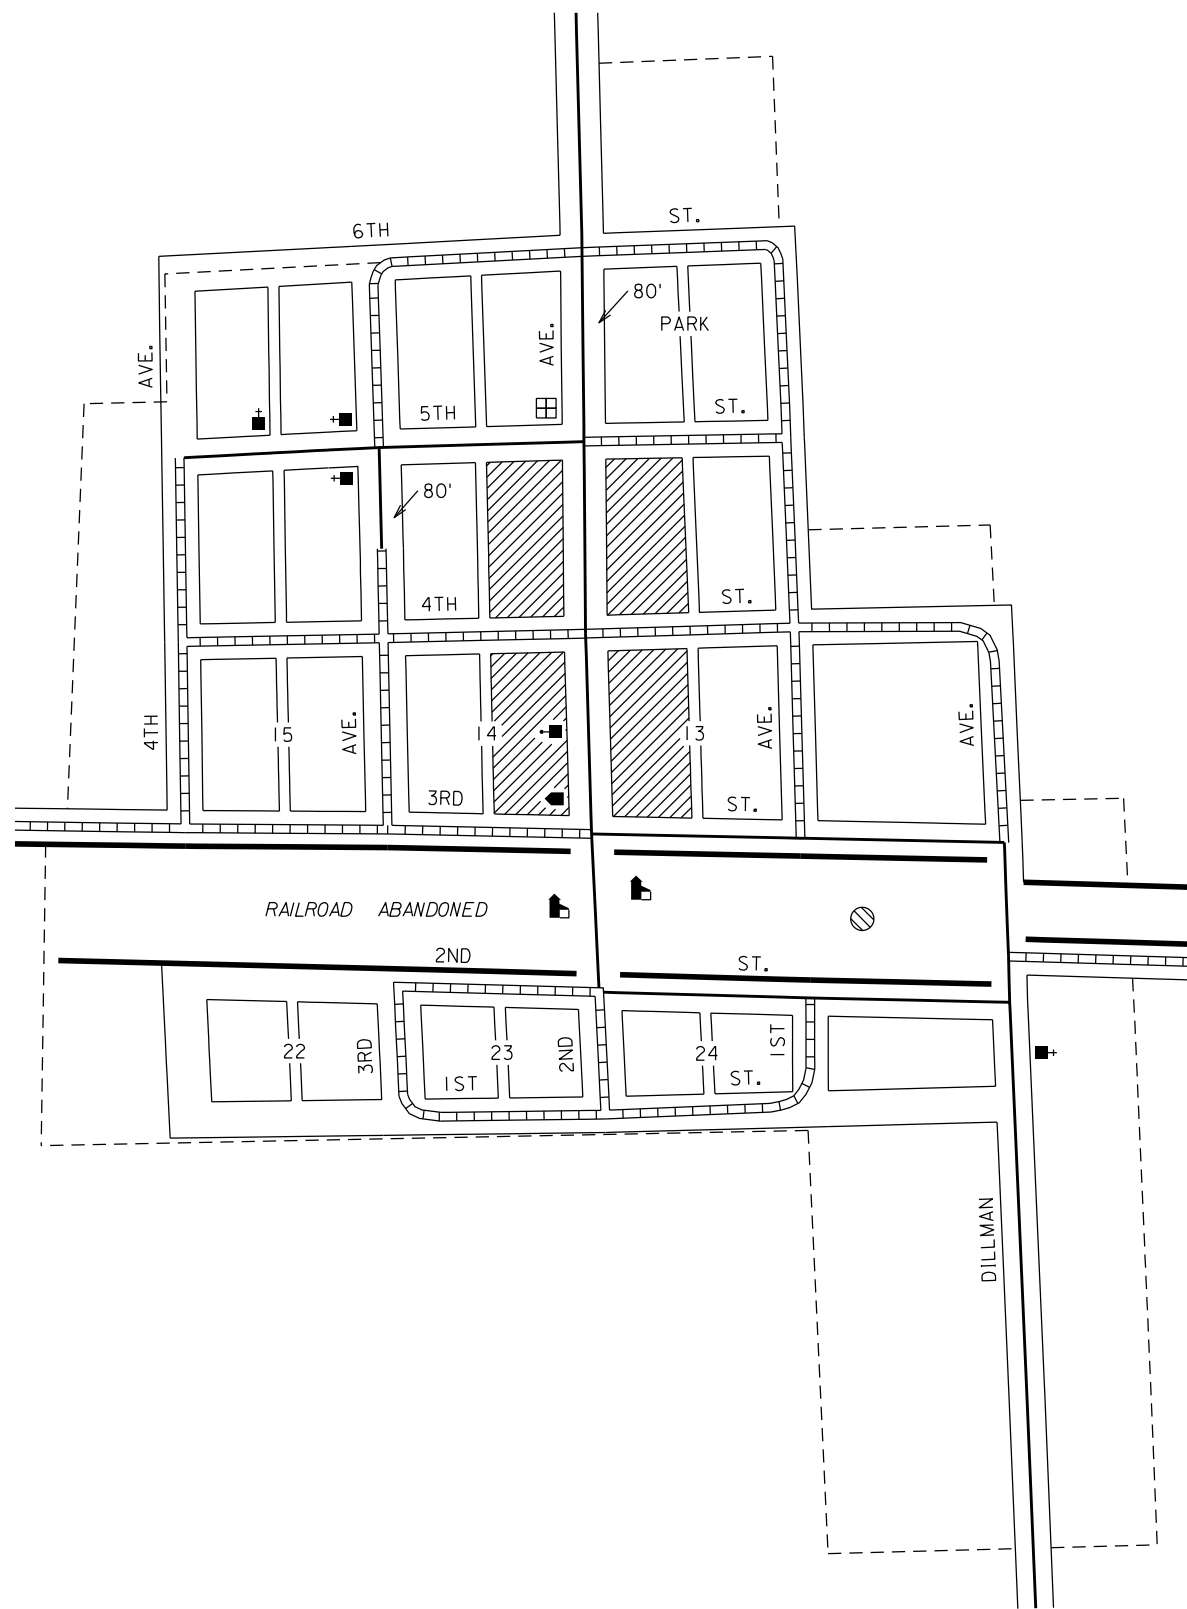 6TH ST.
80'
PARK
AVE.
AVE.
5TH ST.
80'
4TH ST.
4TH
15
AVE.
14
13
AVE.
AVE.
3RD ST.
RAILROAD ABANDONED
2ND ST.
22
3RD
23
2ND
24
1ST
1ST ST.
DILLMAN